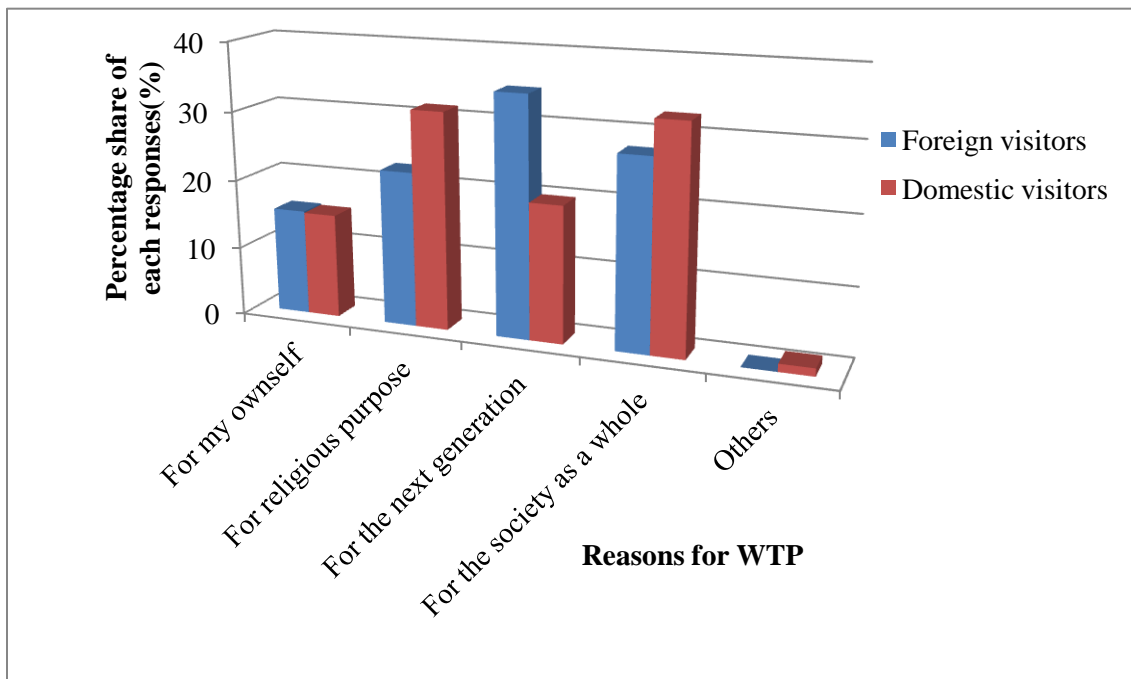 Percentage share of
each responses(%)
40
30
20
10
0
Foreign visitors
Domestic visitors
For my ownself
For religious purpose
For the next generation
For the society as a whole
Others
Reasons for WTP